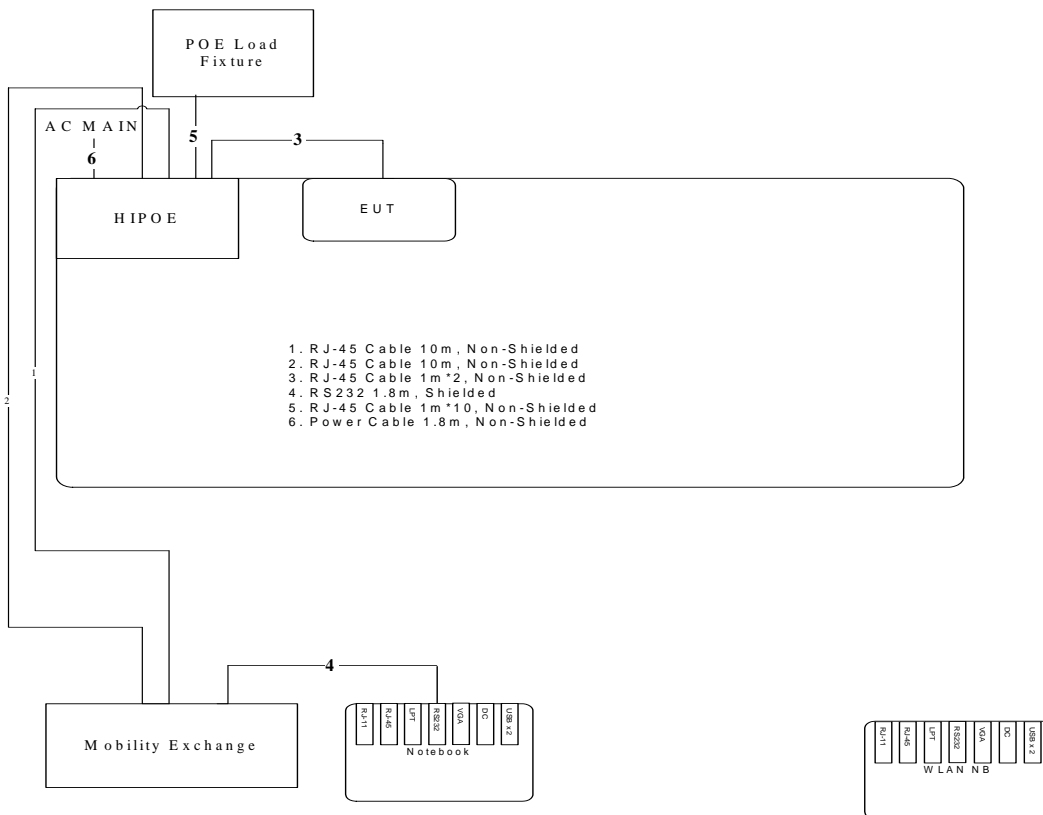 POE Load
Fixture
AC MAIN
5
3
6
HIPOE
EUT
1. RJ-45 Cable 10m, Non-Shielded
2. RJ-45 Cable 10m, Non-Shielded
3. RJ-45 Cable 1m*2, Non-Shielded
4. RS232 1.8m, Shielded
5. RJ-45 Cable 1m*10, Non-Shielded
6. Power Cable 1.8m, Non-Shielded
1
2
4
Mobility Exchange
RJ-11
RJ-45
LPT
RS232
VGA
DC
USB x 2
Notebook
RJ-11
RJ-45
LPT
RS232
VGA
DC
USB x 2
WLAN NB